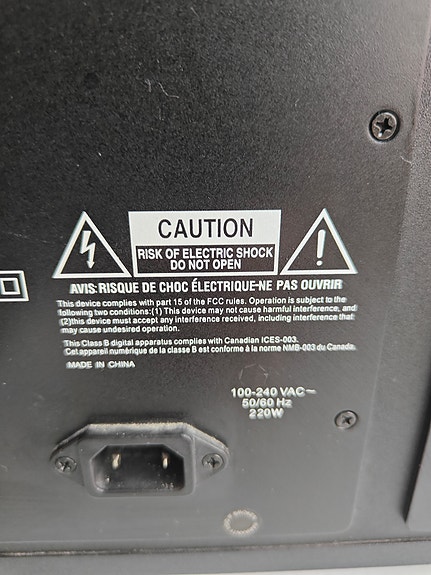 CAUTION
RISK OF ELECTRIC SHOCK
DO NOT OPEN
AVIS:RISQUE DE CHOC ÉLECTRIQUE-NE PAS OUVRIR
This device complies with part 15 of the FCC rules. Operation is subject to the
following two conditions:(1) This device may not cause harmful interference, and
(2)this device must accept any interference received, including interference that
may cause undesired operation.
This Class B digital apparatus complies with Canadian ICES-003.
Cet appareil numérique de la classe B est conforme à la norme NMB-003 du Canada.
MADE IN CHINA
100-240 VAC~
50/60 Hz
220W